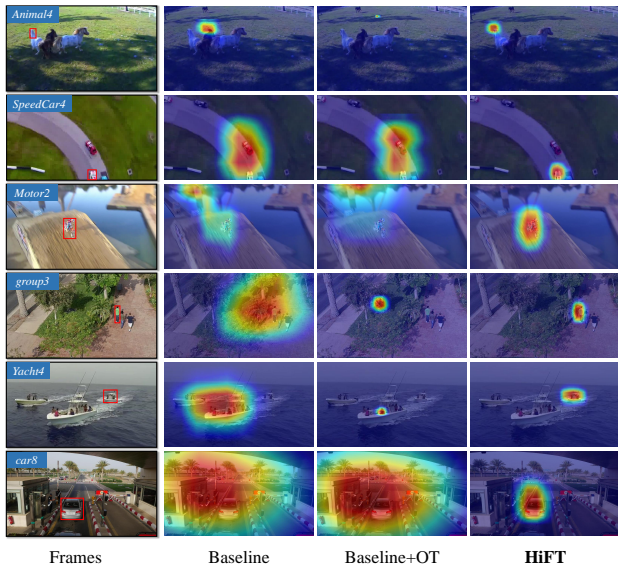 Animal4
SpeedCar4
Motor2
group3
Yacht4
car8
Frames Baseline Baseline+OT HiFT